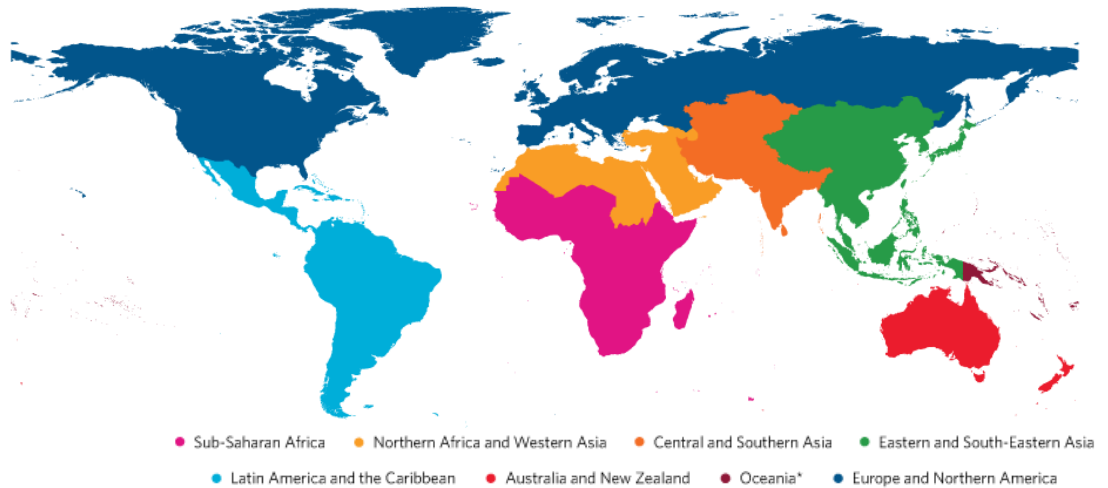 Sub-Saharan Africa Northern Africa and Western Asia Central and Southern Asia Eastern and South-Eastern Asia
Latin America and the Caribbean Australia and New Zealand Oceania* Europe and Northern America